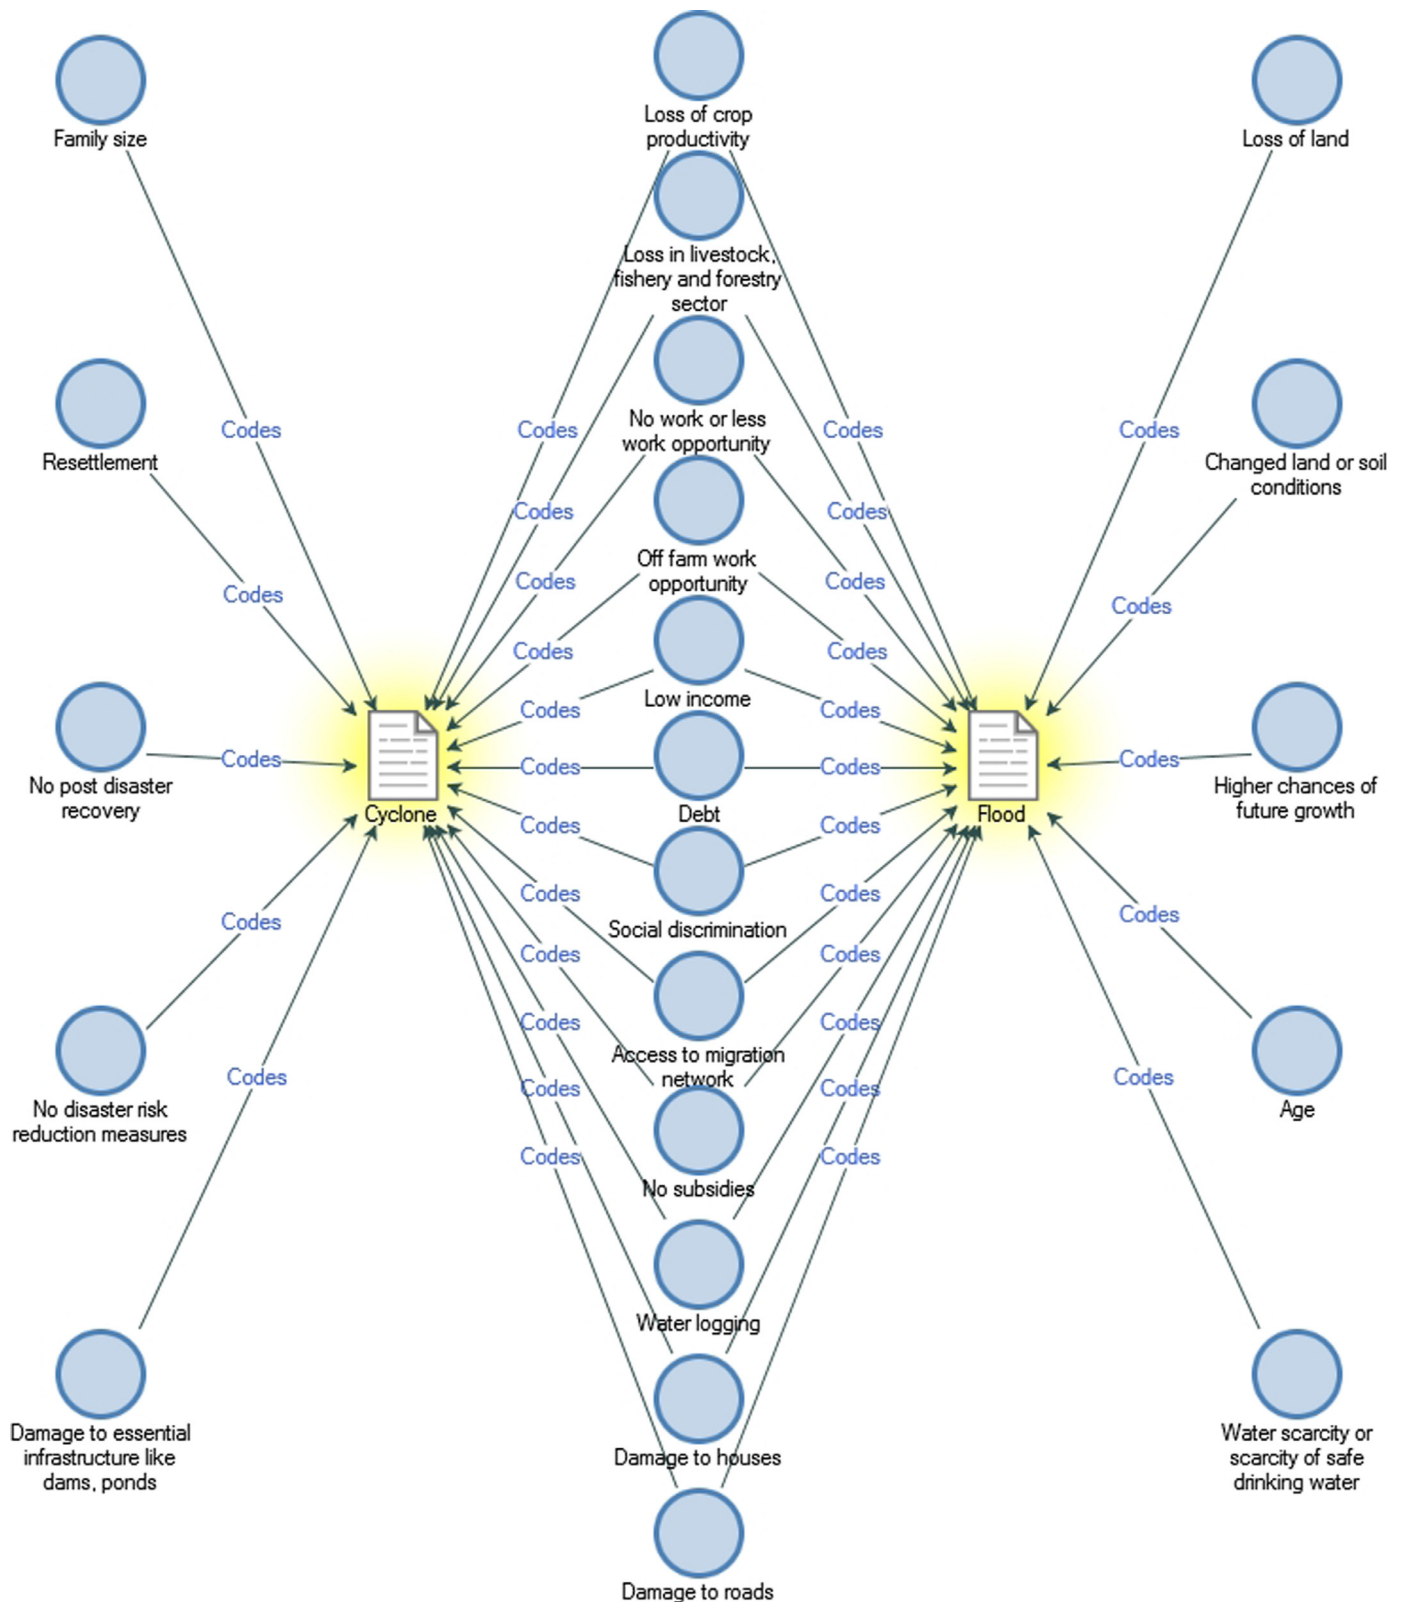 Family size
Loss of crop
productivity
Loss of land
Loss in livestock,
fishery and forestry
sector
Resettlement
No work or less
work opportunity
Changed land or soil
conditions
Codes
Codes
Codes
Codes
Codes
Codes
Off farm work
opportunity
Codes
Codes
Codes
Codes
Codes
Codes
Low income
Codes
Codes
No post disaster
recovery
Codes
Codes
Codes
Codes
Higher chances of
future growth
Cyclone
Debt
Flood
Codes
Codes
Social discrimination
Codes
Codes
Codes
Codes
Codes
Codes
Codes
Codes
Access to migration
network
Codes
Codes
Codes
Codes
No disaster risk
reduction measures
Age
Codes
Codes
No subsidies
Water logging
Damage to essential
infrastructure like
dams, ponds
Damage to houses
Water scarcity or
scarcity of safe
drinking water
Damage to roads